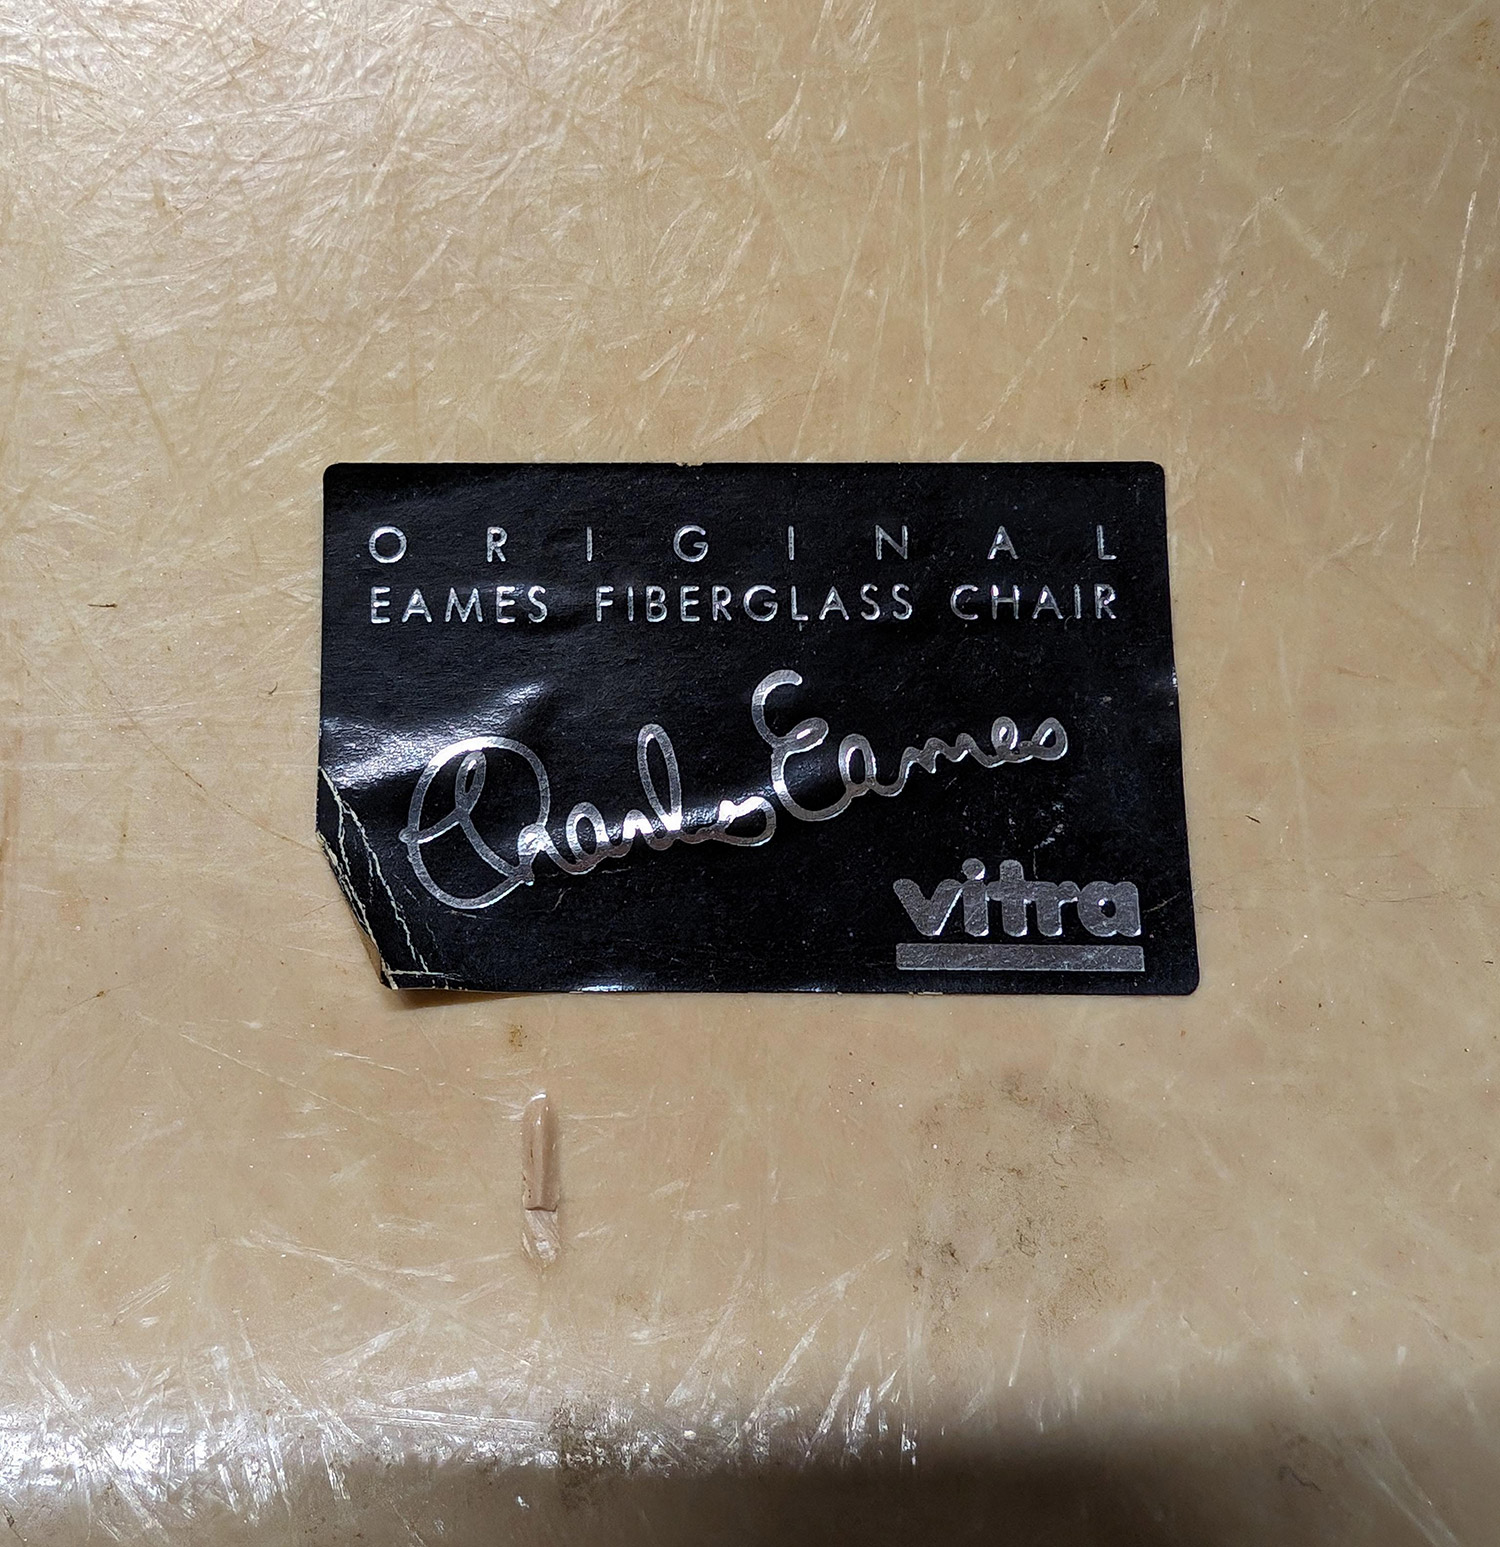 ORIGINAL
EAMES FIBERGLASS CHAIR
Charles Eames
vitra